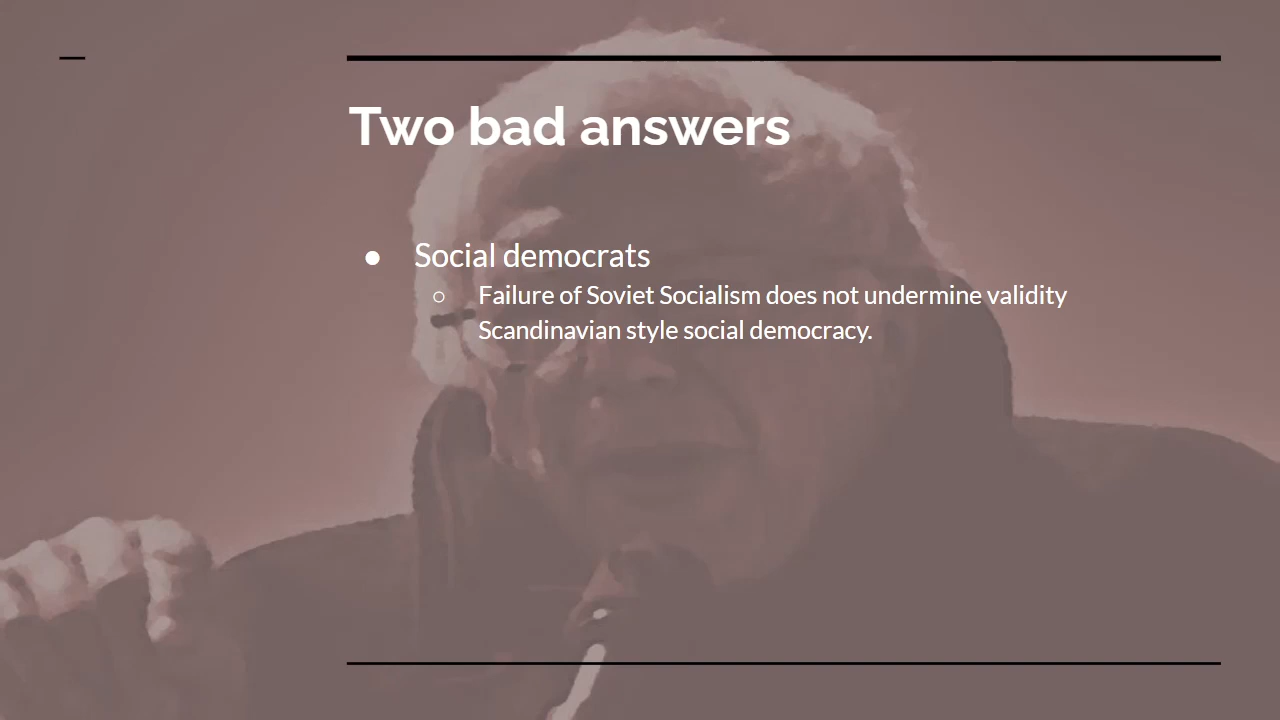 Two bad answers
● Social democrats
○ Failure of Soviet Socialism does not undermine validity
Scandinavian style social democracy.